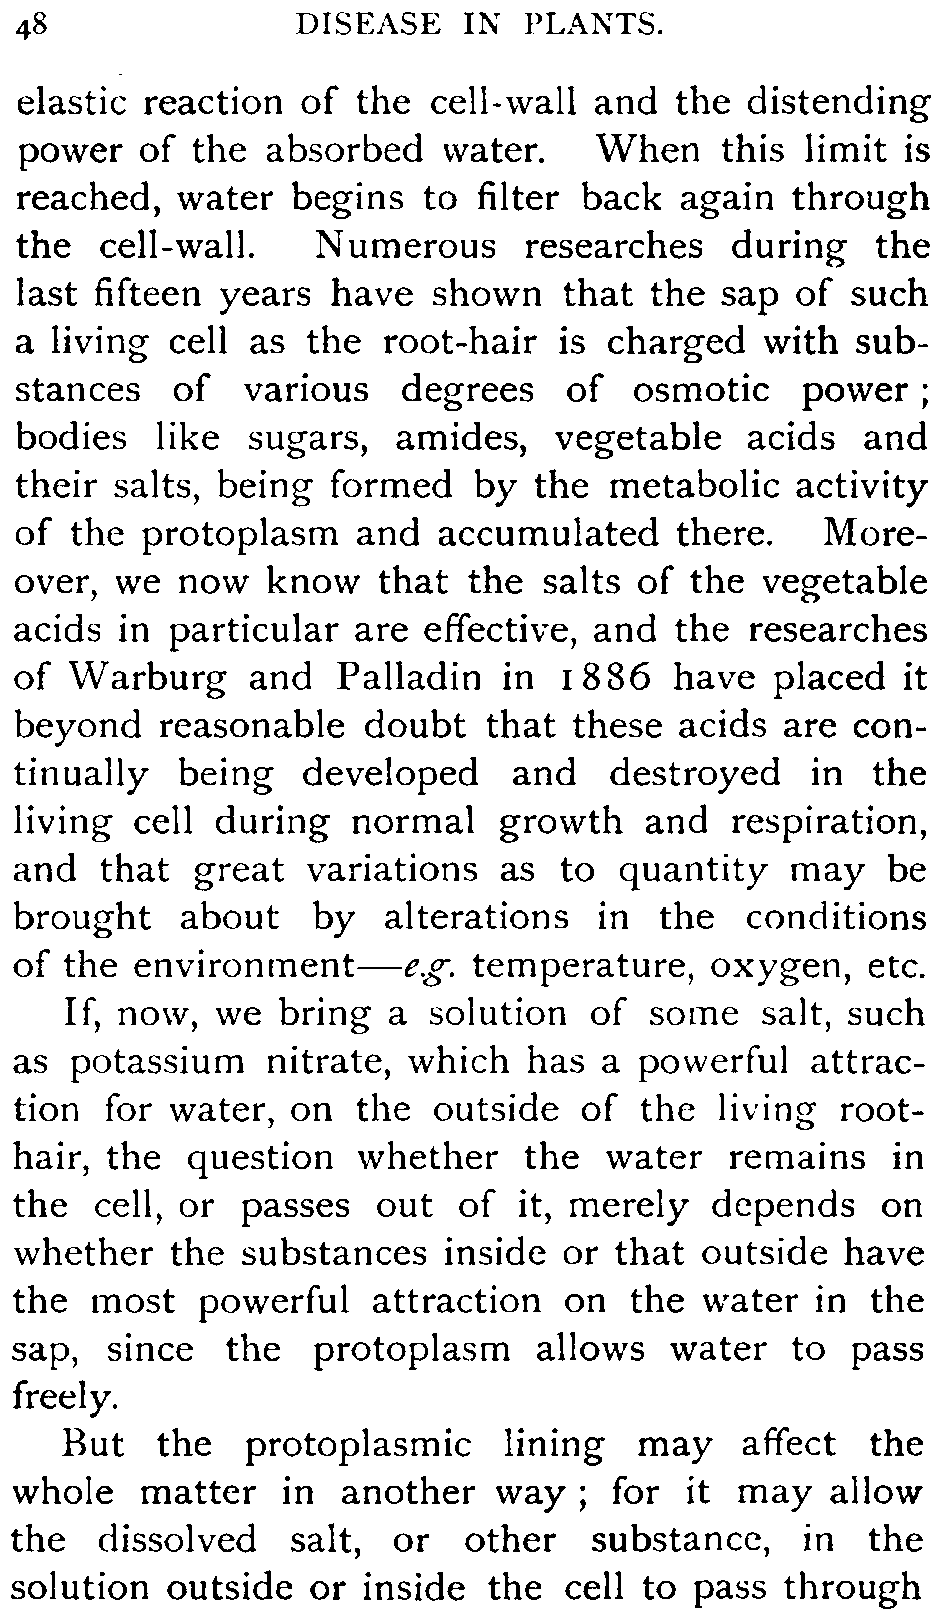 48 DISEASE IN PLANTS.
elastic reaction of the cell-wall and the distending
power of the absorbed water. When this limit is
reached, water begins to filter back again through
the cell-wall. Numerous researches during the
last fifteen years have shown that the sap of such
a living cell as the root-hair is charged with sub-
stances of various degrees of osmotic power ;
bodies like sugars, amides, vegetable acids and
their salts, being formed by the metabolic activity
of the protoplasm and accumulated there. More-
over, we now know that the salts of the vegetable
acids in particular are effective, and the researches
of Warburg and Palladin in 1886 have placed it
beyond reasonable doubt that these acids are con-
tinually being developed and destroyed in the
living cell during normal growth and respiration,
and that great variations as to quantity may be
brought about by alterations in the conditions
of the environment—e.g. temperature, oxygen, etc.
If, now, we bring a solution of some salt, such
as potassium nitrate, which has a powerful attrac-
tion for water, on the outside of the living root-
hair, the question whether the water remains in
the cell, or passes out of it, merely depends on
whether the substances inside or that outside have
the most powerful attraction on the water in the
sap, since the protoplasm allows water to pass
freely.
But the protoplasmic lining may affect the
whole matter in another way ; for it may allow
the dissolved salt, or other substance, in the
solution outside or inside the cell to pass through